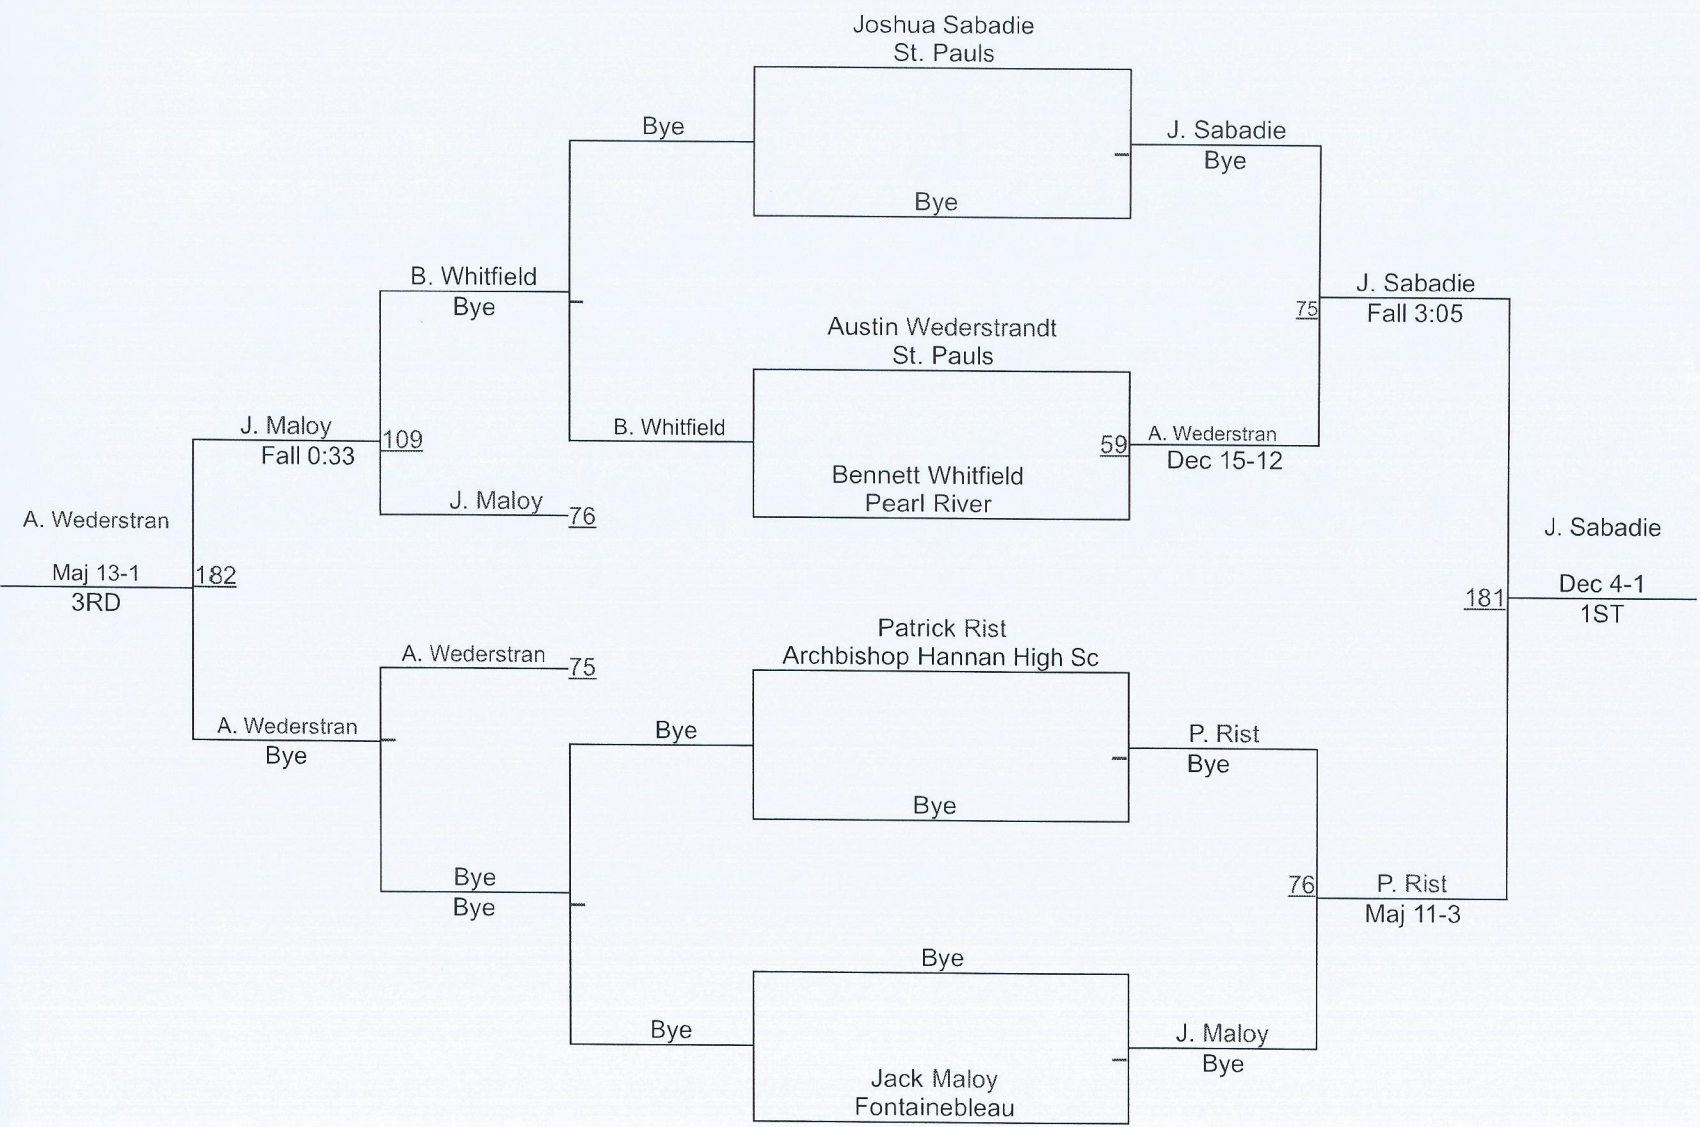 Joshua Sabadie
St. Pauls
Bye
J. Sabadie
Bye
Bye
B. Whitfield
Bye
J. Sabadie
75
Fall 3:05
Austin Wederstrandt
St. Pauls
J. Maloy
109
Fall 0:33
B. Whitfield
59
A. Wederstran
Dec 15-12
Bennett Whitfield
Pearl River
J. Maloy
76
A. Wederstran
J. Sabadie
Maj 13-1
182
3RD
181
Dec 4-1
1ST
Patrick Rist
Archbishop Hannan High Sc
A. Wederstran
75
A. Wederstran
Bye
Bye
P. Rist
Bye
Bye
Bye
Bye
76
P. Rist
Maj 11-3
Bye
Bye
J. Maloy
Bye
Jack Maloy
Fontainebleau